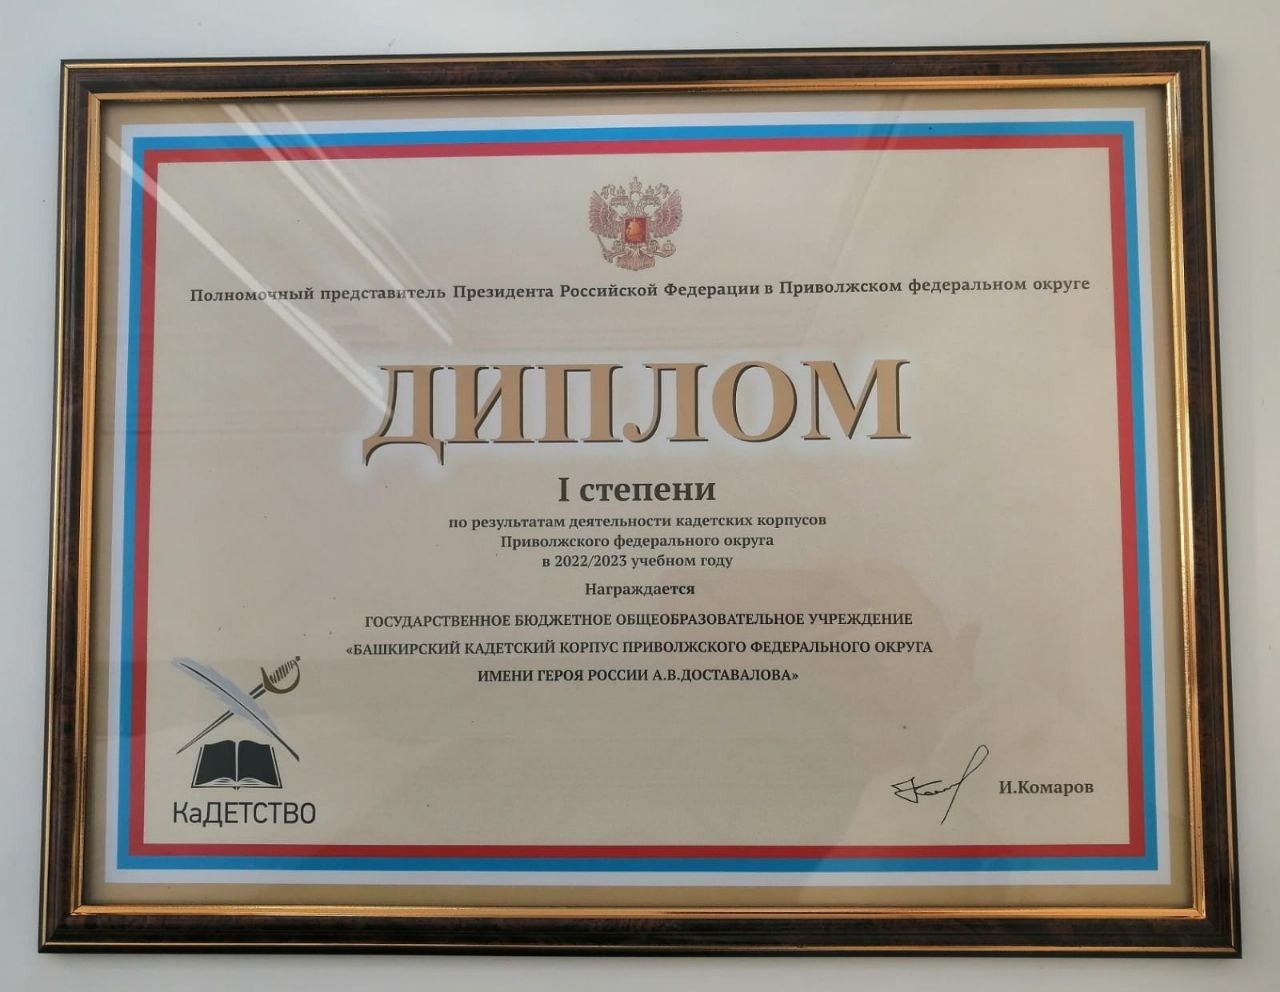 Полномочный представитель Президента Российской Федерации в Приволжском федеральном округе
ДИПЛОМ
I степени
по результатам деятельности кадетских корпусов
Приволжского федерального округа
в 2022/2023 учебном году
Награждается
ГОСУДАРСТВЕННОЕ БЮДЖЕТНОЕ ОБЩЕОБРАЗОВАТЕЛЬНОЕ УЧРЕЖДЕНИЕ
«БАШКИРСКИЙ КАДЕТСКИЙ КОРПУС ПРИВОЛЖСКОГО ФЕДЕРАЛЬНОГО ОКРУГА
ИМЕНИ ГЕРОЯ РОССИИ А.В.ДОСТАВАЛОВА»
И.Комаров
КаДЕТСТВО